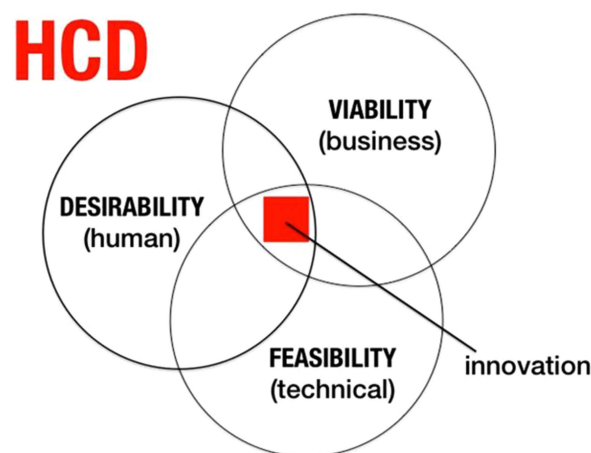 HCD
VIABILITY
(business)
DESIRABILITY
(human)
FEASIBILITY
(technical)
innovation